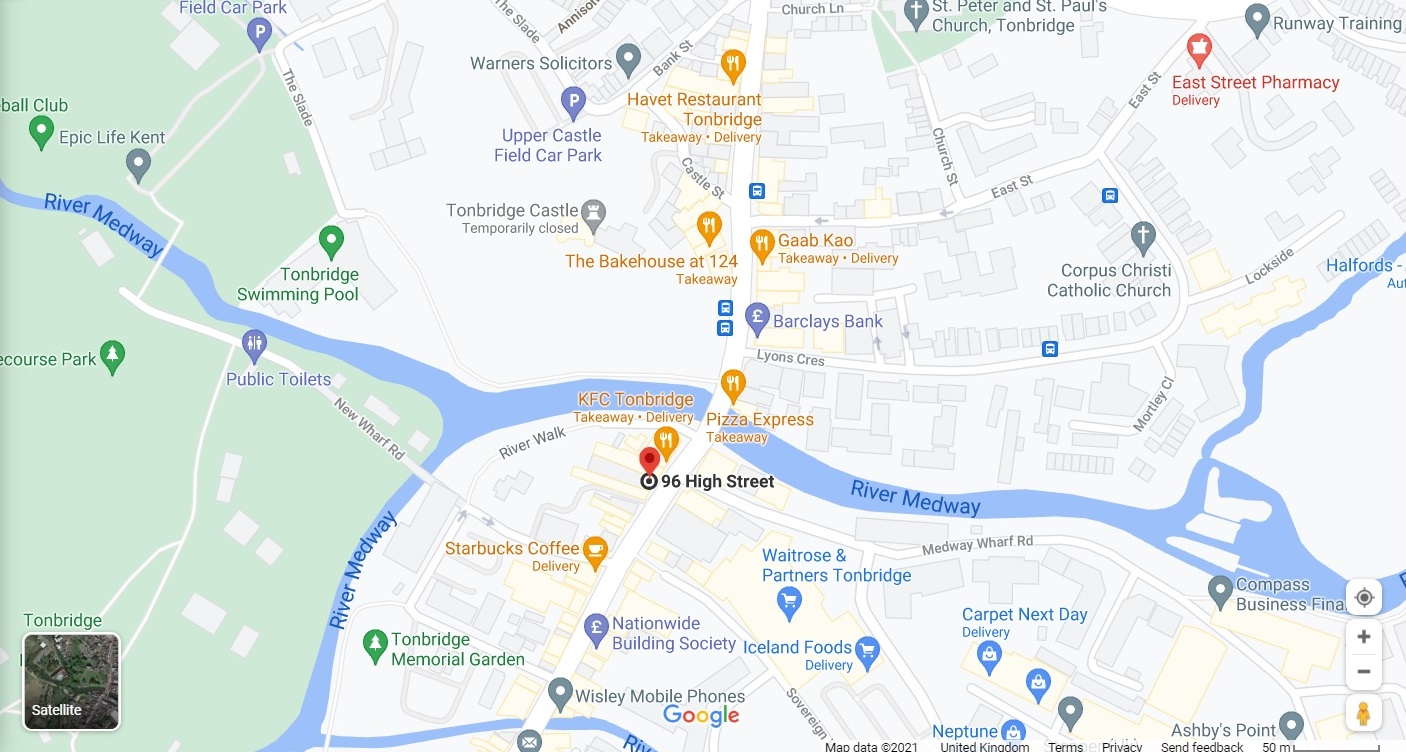 Field Car Park
P
The Slade
Annison
Church Ln
St. Peter and St. Paul's
Church, Tonbridge
Runway Training
Warners Solicitors
Bank St
East Street Pharmacy
Delivery
East St
Havet Restaurant
Tonbridge
Takeaway • Delivery
P
Upper Castle
Field Car Park
The Slade
ball Club
Epic Life Kent
Church St
Castle St
East St
River Medway
Tonbridge Castle
Temporarily closed
Gaab Kao
Takeaway • Delivery
The Bakehouse at 124
Takeaway
Corpus Christi
Catholic Church
Lockside
Halfords -
Aut
Tonbridge
Swimming Pool
£
Barclays Bank
Lyons Cres
ecourse Park
Public Toilets
New Wharf Rd
KFC Tonbridge
Takeaway • Delivery
Pizza Express
Takeaway
Mortley Cl
River Walk
96 High Street
River Medway
River Medway
Medway Wharf Rd
Starbucks Coffee
Delivery
Waitrose &
Partners Tonbridge
Compass
Business Fina
Carpet Next Day
Delivery
Tonbridge
£
Nationwide
Building Society
Tonbridge
Memorial Garden
Iceland Foods
Delivery
+
−
Satellite
Wisley Mobile Phones
Google
Sovereign
Neptune
Ashby's Point
Riv
Map data ©2021
United Kingdom
Terms
Privacy
Send feedback
50 m